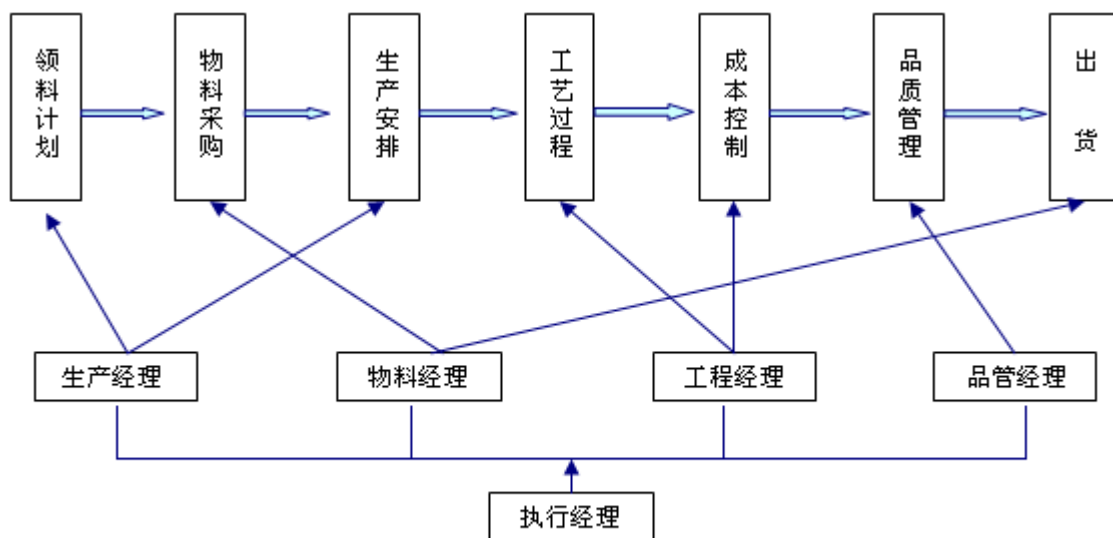 领料计划
物料采购
生产安排
工艺过程
成本控制
品质管理
出货
生产经理
物料经理
工程经理
品管经理
执行经理